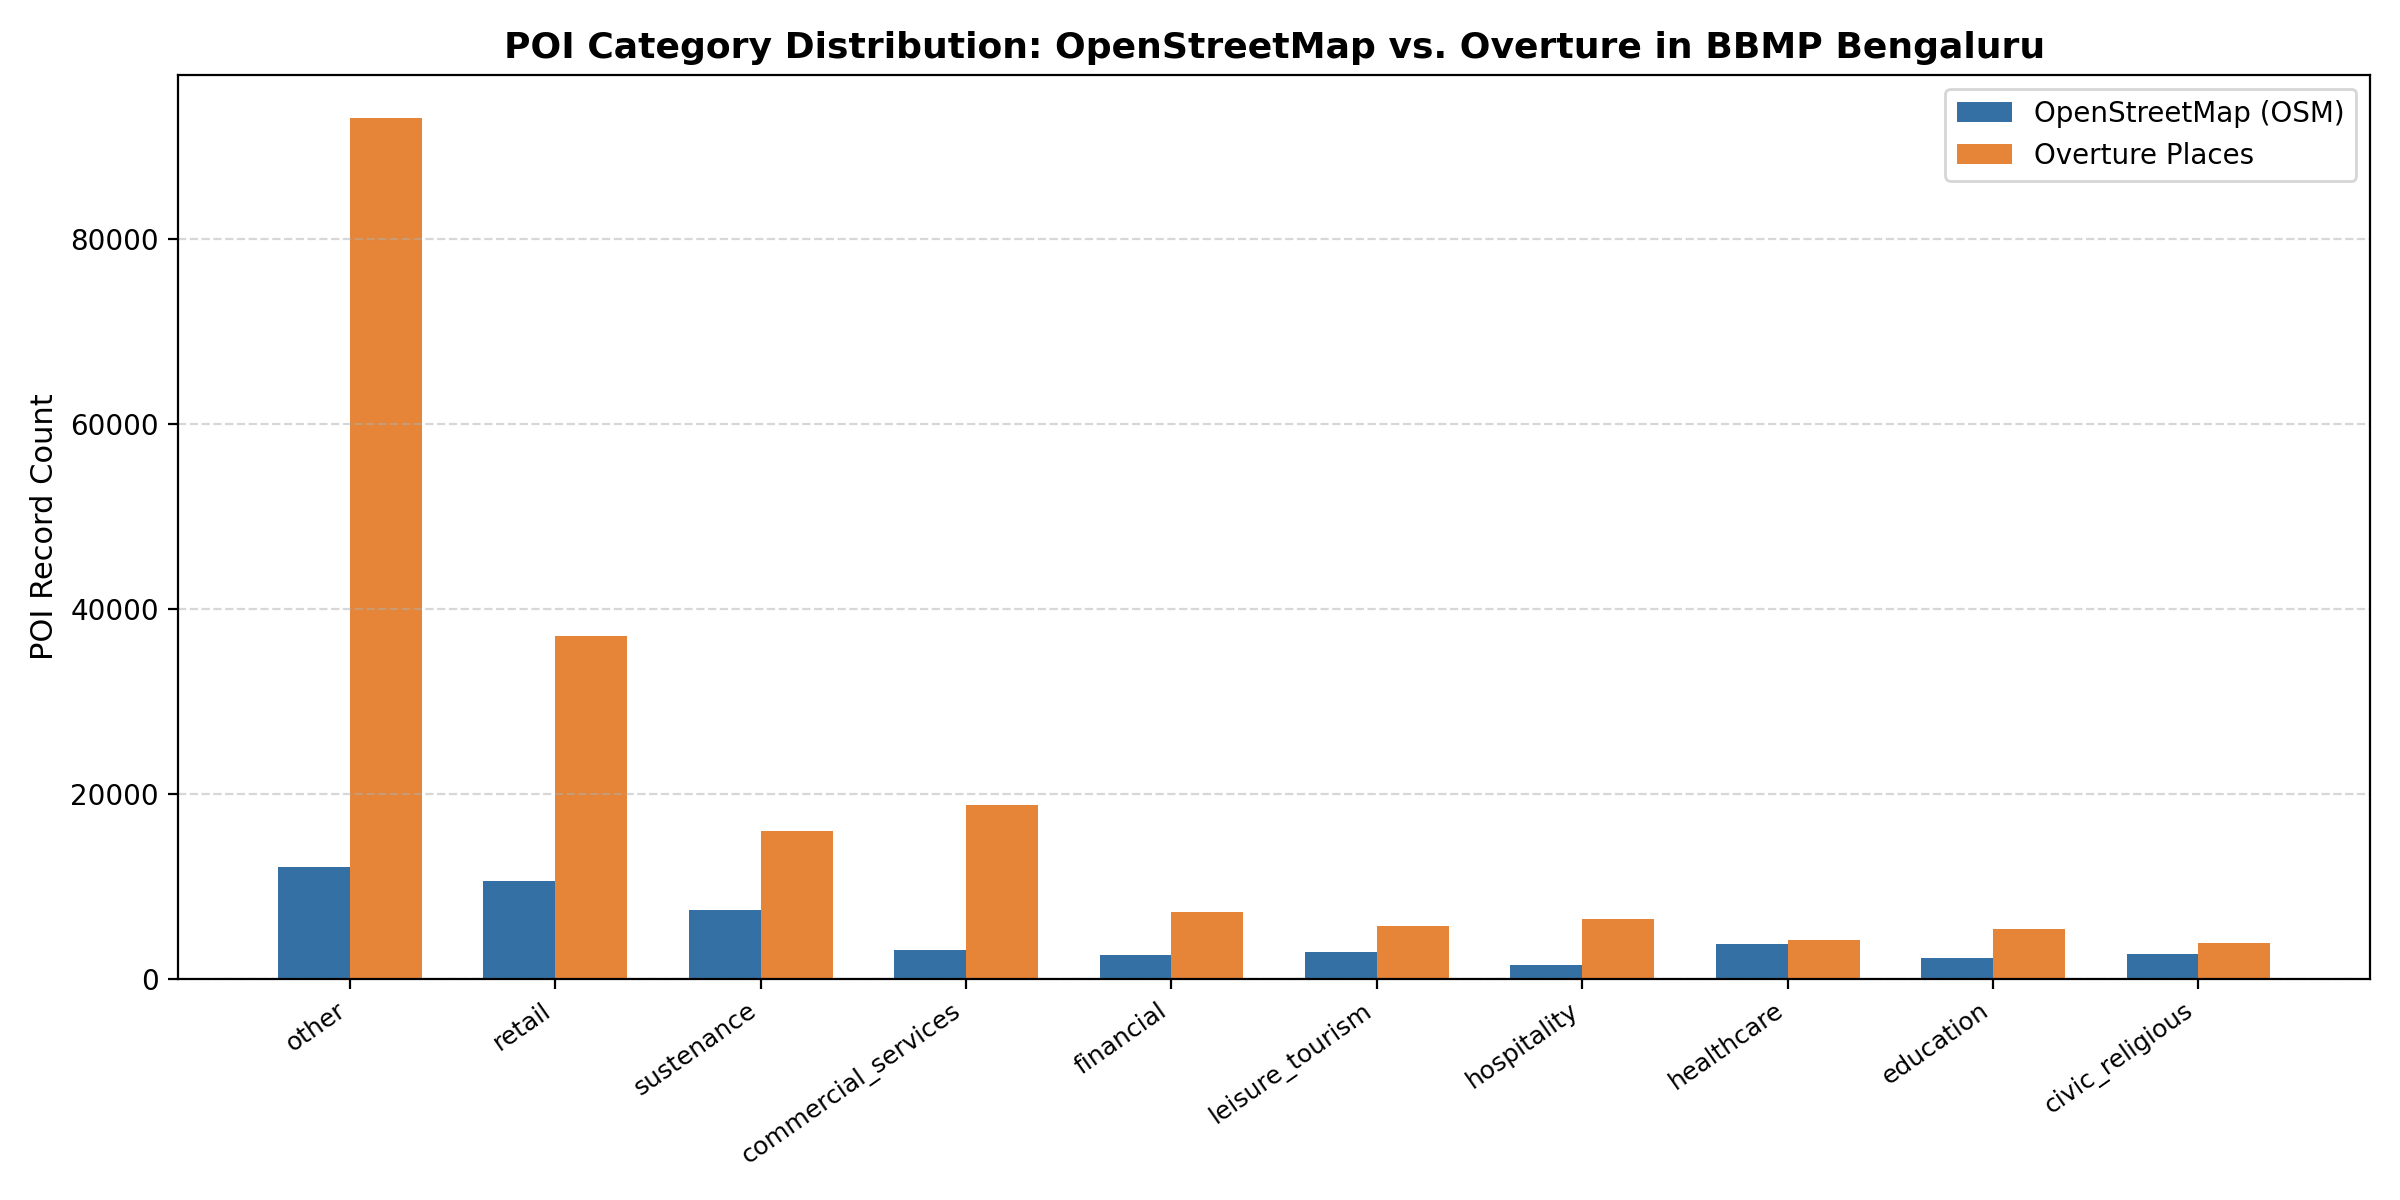 POI Category Distribution: OpenStreetMap vs. Overture in BBMP Bengaluru
OpenStreetMap (OSM)
Overture Places
POI Record Count
80000
60000
40000
20000
0
other
retail
sustenance
commercial_services
financial
leisure_tourism
hospitality
healthcare
education
civic_religious